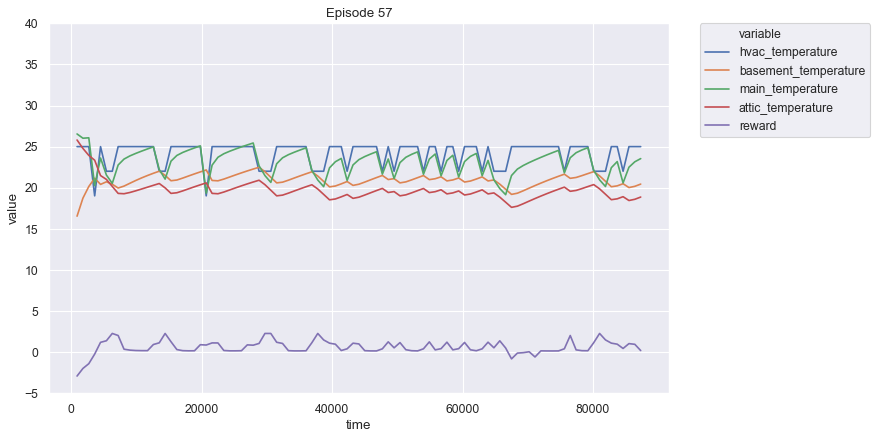 Episode 57
40
35
30
25
20
15
10
5
0
−5
value
0
20000
40000
60000
80000
time
variable
hvac_temperature
basement_temperature
main_temperature
attic_temperature
reward